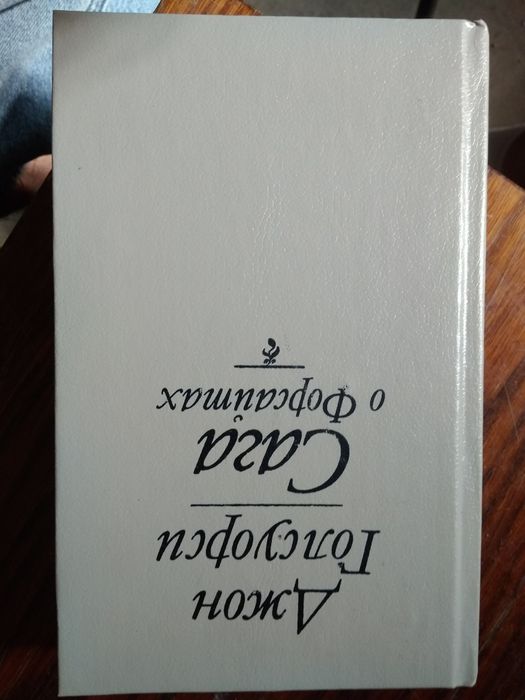 Джон
Голсуорси
Сага
о Форсайтах